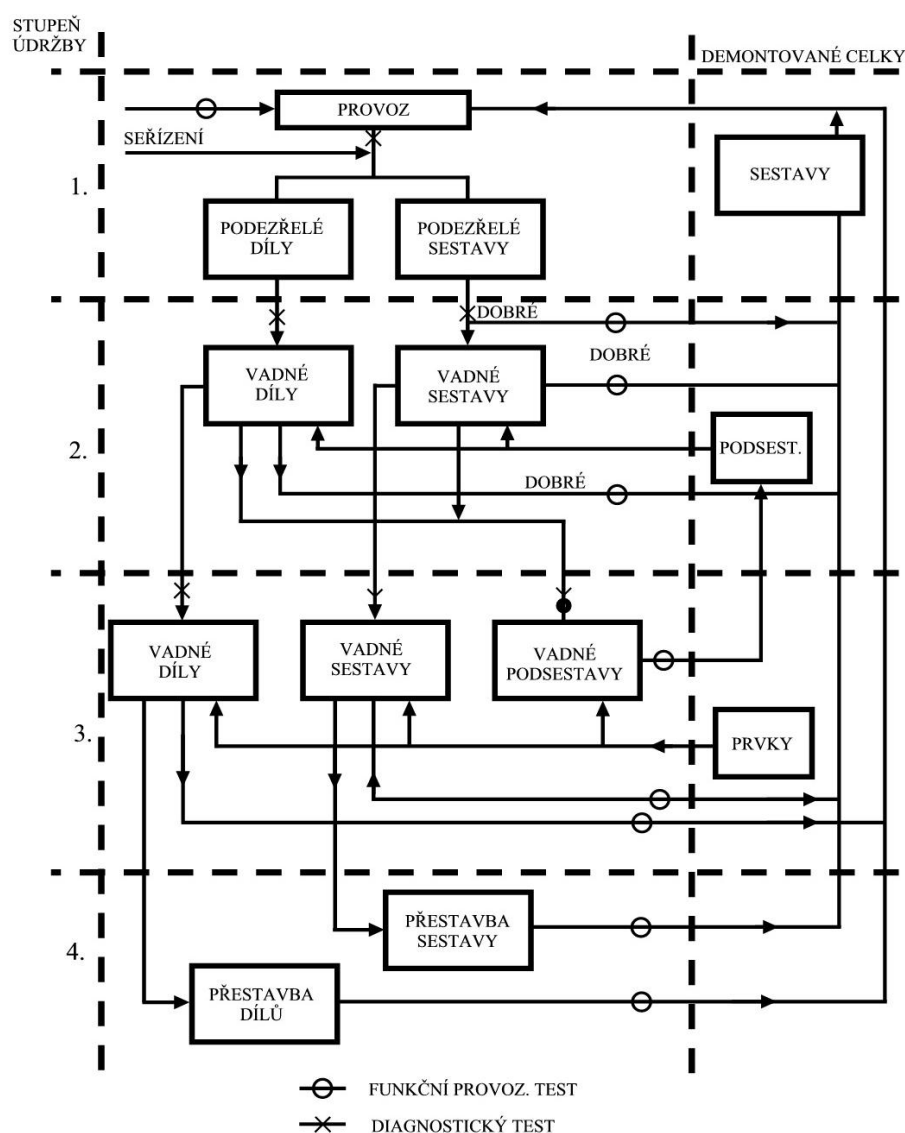 STUPEŇ
ÚDRŽBY
DEMONTOVANÉ CELKY
PROVOZ
SEŘÍZENÍ
1.
SESTAVY
PODEZŘELÉ
DÍLY
PODEZŘELÉ
SESTAVY
DOBRÉ
DOBRÉ
VADNÉ
DÍLY
VADNÉ
SESTAVY
2.
PODSEST.
DOBRÉ
VADNÉ
DÍLY
VADNÉ
SESTAVY
VADNÉ
PODSESTAVY
3.
PRVKY
PŘESTAVBA
SESTAVY
4.
PŘESTAVBA
DÍLŮ
FUNKČNÍ PROVOZ. TEST
DIAGNOSTICKÝ TEST